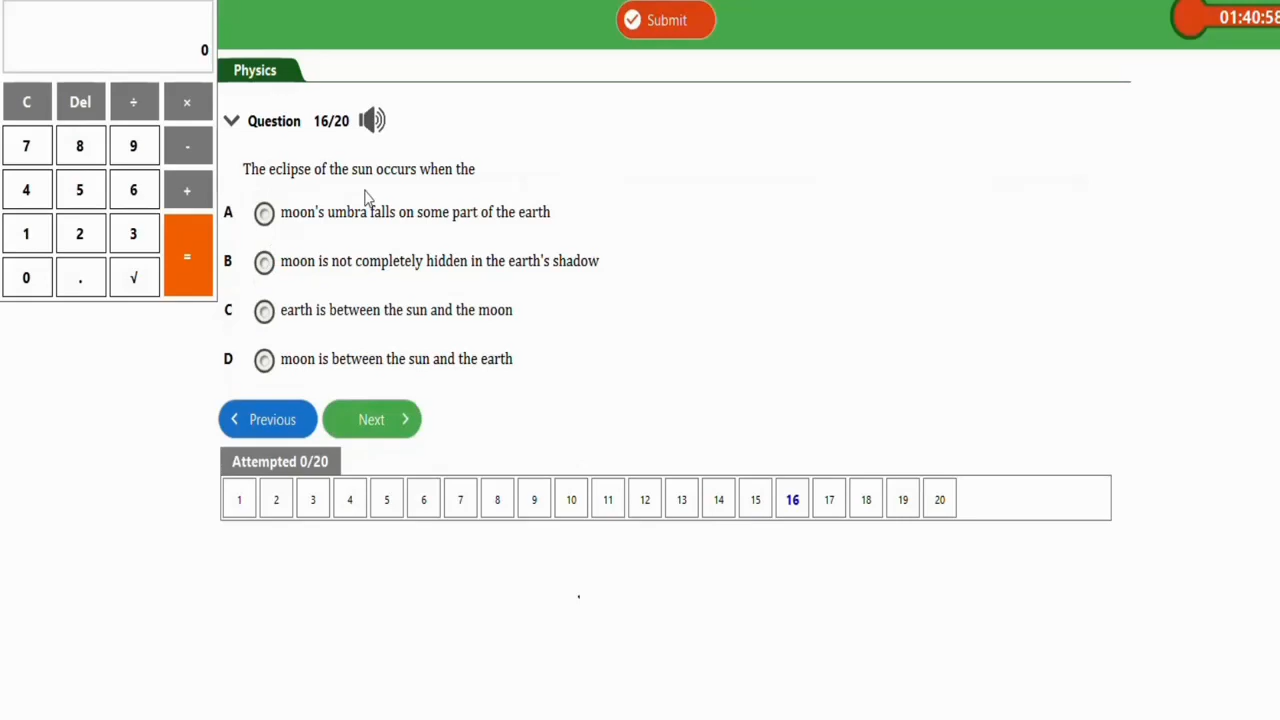 Submit
01:40:58
0
C Del ÷ ×
7 8 9 -
4 5 6 +
1 2 3 =
0 . √
Physics
Question 16/20
The eclipse of the sun occurs when the
A moon's umbra falls on some part of the earth
B moon is not completely hidden in the earth's shadow
C earth is between the sun and the moon
D moon is between the sun and the earth
Previous Next
Attempted 0/20
1 2 3 4 5 6 7 8 9 10 11 12 13 14 15 16 17 18 19 20